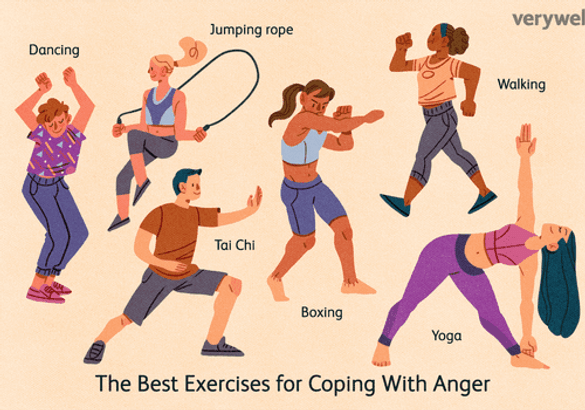 verywel
Jumping rope
Dancing
Walking
Tai Chi
Boxing
Yoga
The Best Exercises for Coping With Anger